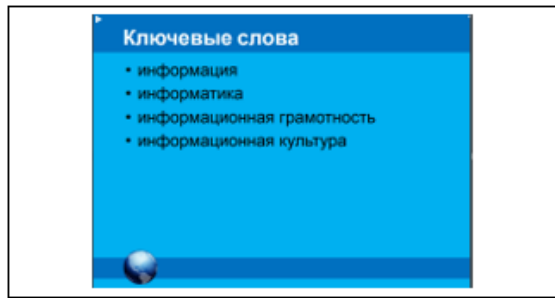 Ключевые слова
• информация
• информатика
• информационная грамотность
• информационная культура